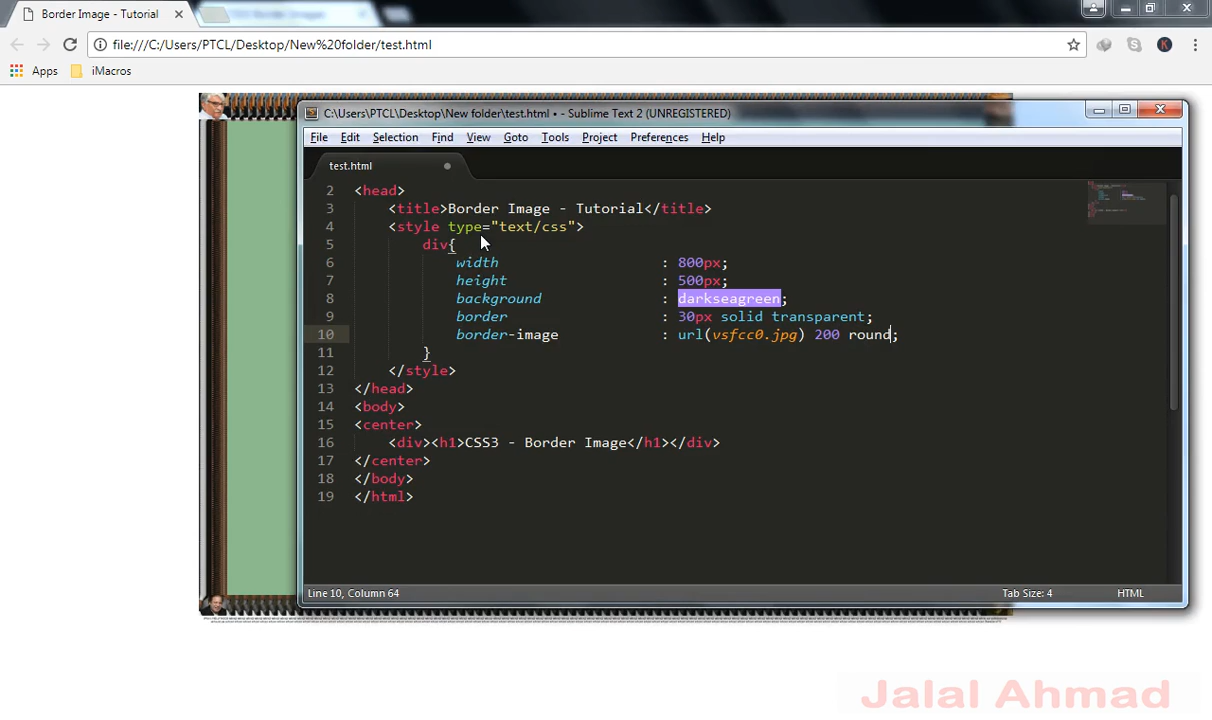 Border Image - Tutorial
file:///C:/Users/PTCL/Desktop/New%20folder/test.html
Apps
iMacros
K
C:\Users\PTCL\Desktop\New folder\test.html • - Sublime Text 2 (UNREGISTERED)
File Edit Selection Find View Goto Tools Project Preferences Help
test.html
2 <head>
3 <title>Border Image - Tutorial</title>
4 <style type="text/css">
5 div{
6 width : 800px;
7 height : 500px;
8 background : darkseagreen;
9 border : 30px solid transparent;
10 border-image : url(vsfcc0.jpg) 200 round;
11 }
12 </style>
13 </head>
14 <body>
15 <center>
16 <div><h1>CSS3 - Border Image</h1></div>
17 </center>
18 </body>
19 </html>
Line 10, Column 64
Tab Size: 4
HTML
Jalal Ahmad